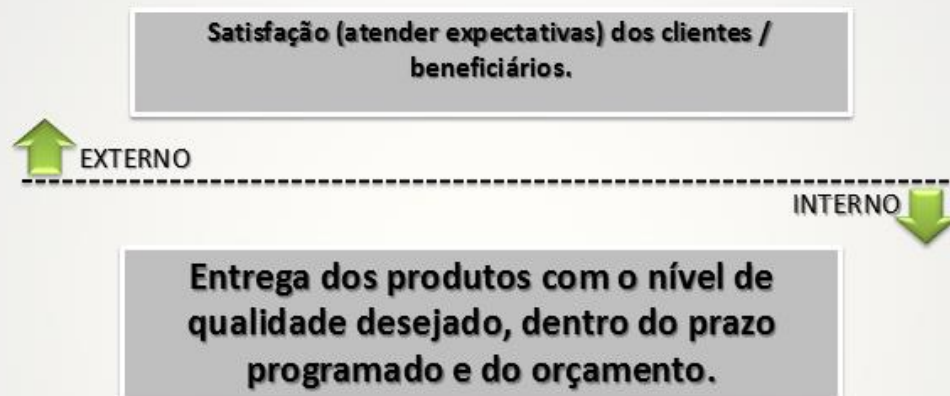 Satisfação (atender expectativas) dos clientes /
beneficiários.
EXTERNO
INTERNO
Entrega dos produtos com o nível de
qualidade desejado, dentro do prazo
programado e do orçamento.